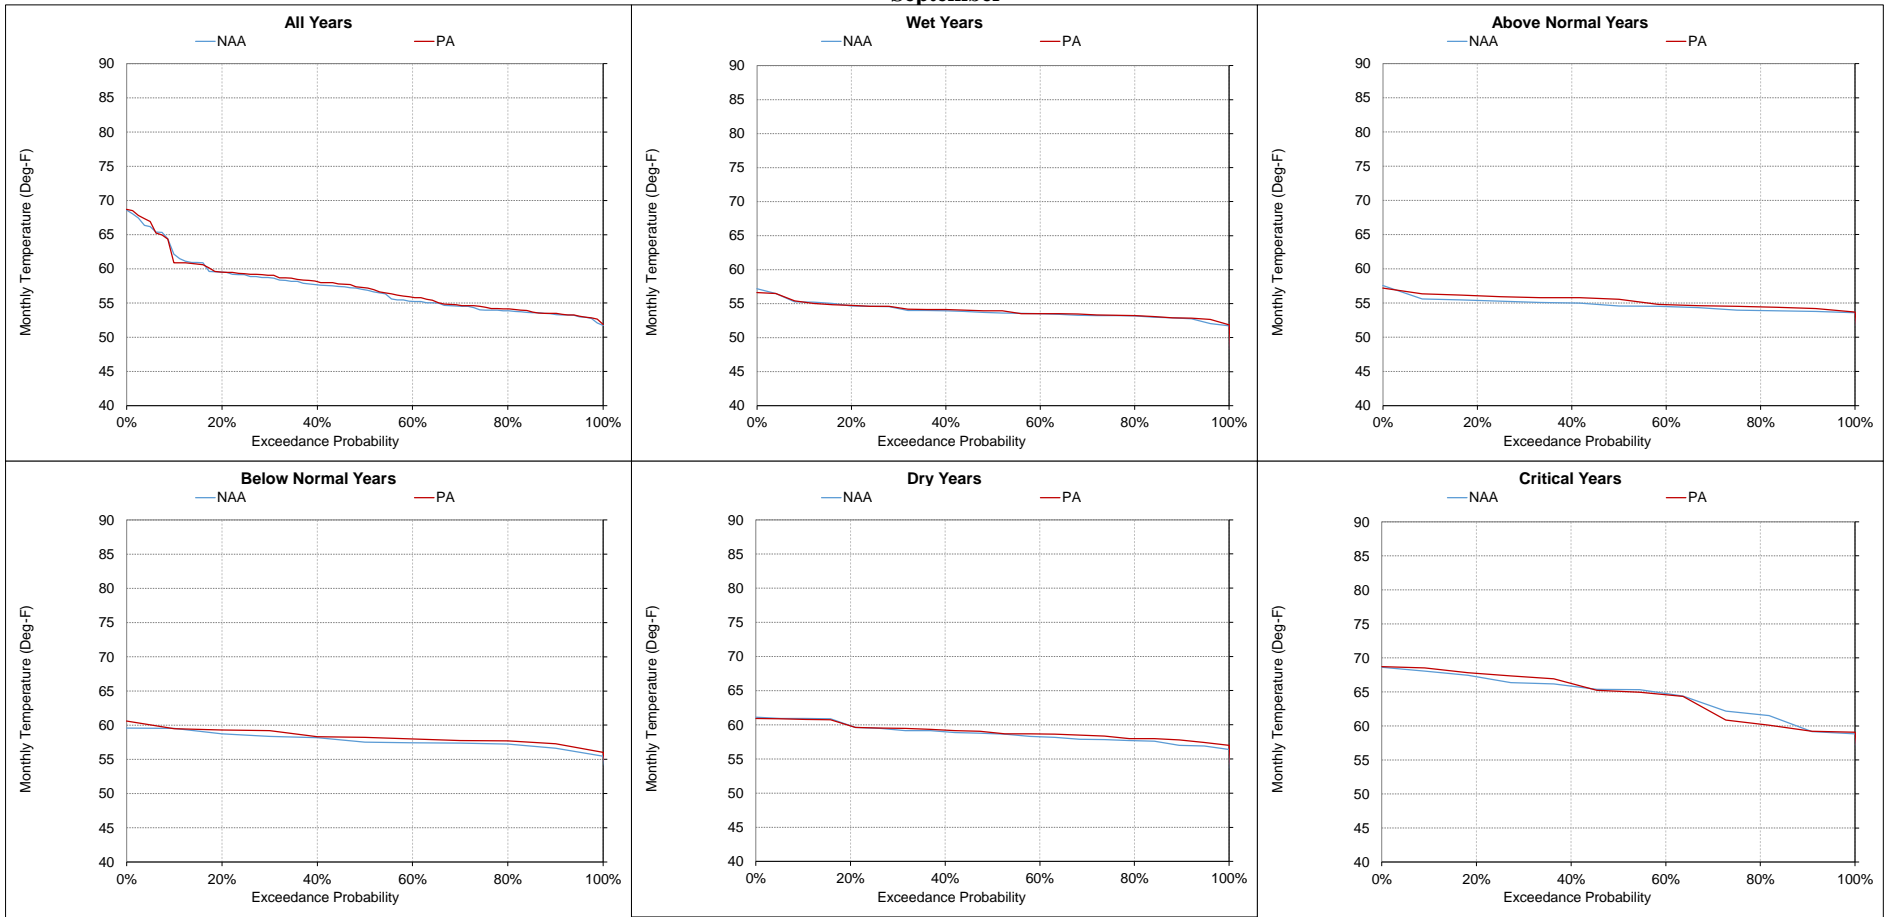 September
All Years
NAA PA
Monthly Temperature (Deg-F)
90
85
80
75
70
65
60
55
50
45
40
0% 20% 40% 60% 80% 100%
Exceedance Probability
Wet Years
NAA PA
Monthly Temperature (Deg-F)
90
85
80
75
70
65
60
55
50
45
40
0% 20% 40% 60% 80% 100%
Exceedance Probability
Above Normal Years
NAA PA
Monthly Temperature (Deg-F)
90
85
80
75
70
65
60
55
50
45
40
0% 20% 40% 60% 80% 100%
Exceedance Probability
Below Normal Years
NAA PA
Monthly Temperature (Deg-F)
90
85
80
75
70
65
60
55
50
45
40
0% 20% 40% 60% 80% 100%
Exceedance Probability
Dry Years
NAA PA
Monthly Temperature (Deg-F)
90
85
80
75
70
65
60
55
50
45
40
0% 20% 40% 60% 80% 100%
Exceedance Probability
Critical Years
NAA PA
Monthly Temperature (Deg-F)
90
85
80
75
70
65
60
55
50
45
40
0% 20% 40% 60% 80% 100%
Exceedance Probability